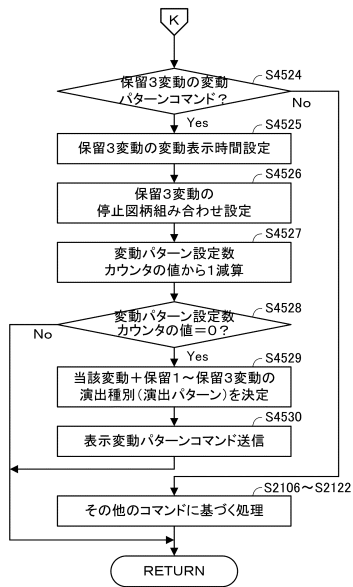 K
S4524
保留3変動の変動
パターンコマンド?
No
Yes
S4525
保留3変動の変動表示時間設定
S4526
保留3変動の
停止図柄組み合わせ設定
S4527
変動パターン設定数
カウンタの値から1減算
S4528
変動パターン設定数
カウンタの値=0?
No
Yes
S4529
当該変動+保留1~保留3変動の
演出種別(演出パターン)を決定
S4530
表示変動パターンコマンド送信
S2106~S2122
その他のコマンドに基づく処理
RETURN